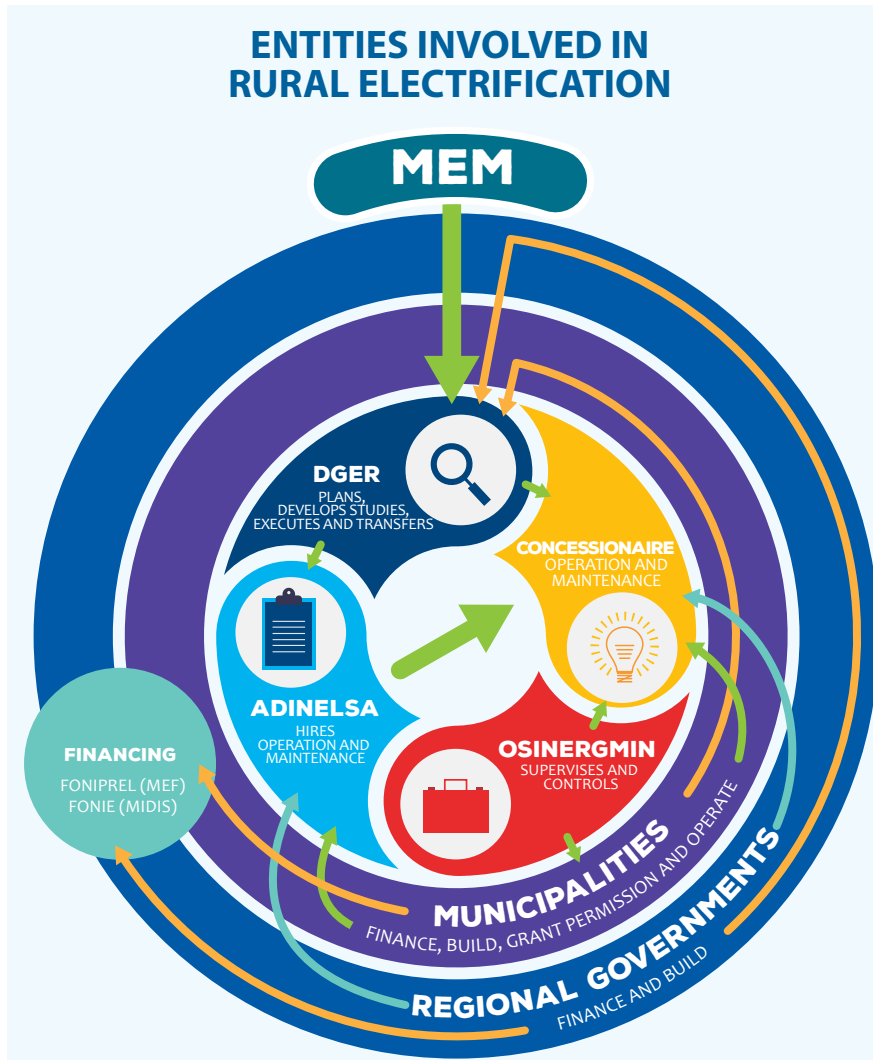 ENTITIES INVOLVED IN
RURAL ELECTRIFICATION
MEM
DGER
PLANS,
DEVELOPS STUDIES,
EXECUTES AND TRANSFERS
CONCESSIONAIRE
OPERATION AND
MAINTENANCE
ADINELSA
HIRES
OPERATION AND
MAINTENANCE
OSINERGMIN
SUPERVISES AND
CONTROLS
FINANCING
FONIPREL (MEF)
FONIE (MIDIS)
MUNICIPALITIES
FINANCE, BUILD, GRANT PERMISSION AND OPERATE
REGIONAL GOVERNMENTS
FINANCE AND BUILD